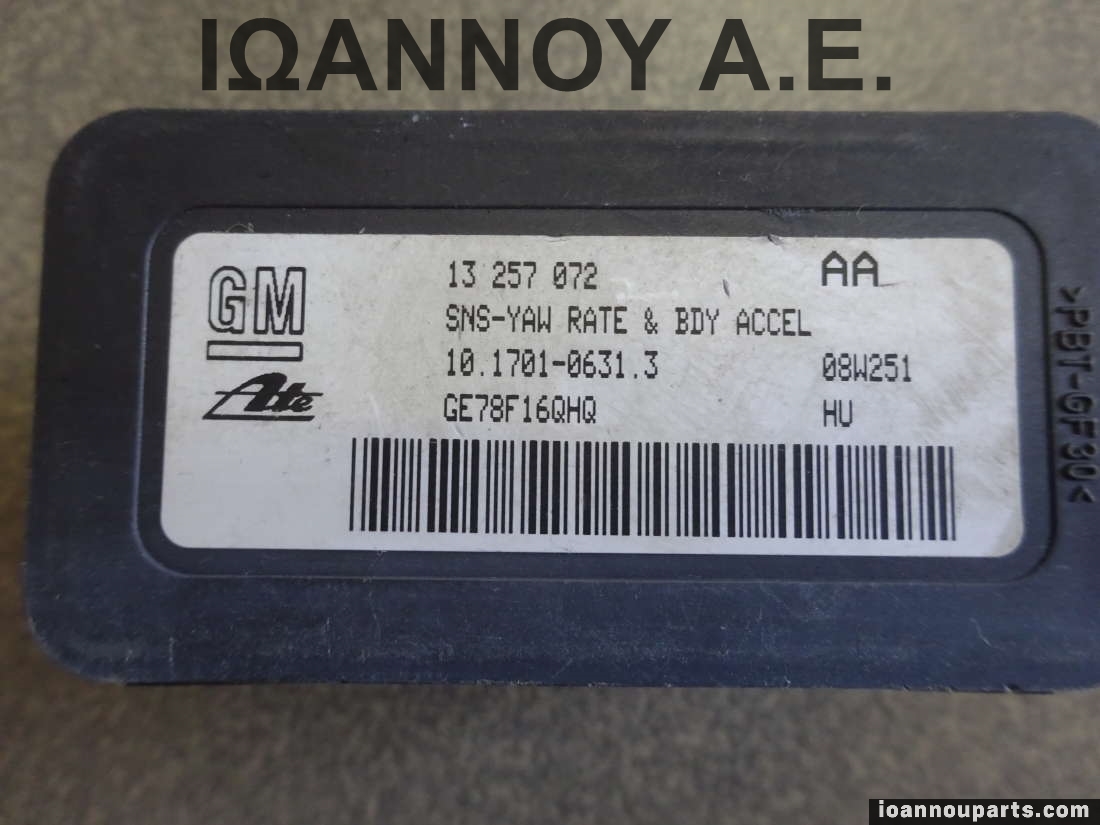 ΙΩΑΝΝΟΥ Α.Ε.
GM
Ate
13 257 072 AA
SNS-YAW RATE & BDY ACCEL
10.1701-0631.3 08W251
GE78F16QHQ HU
>PBT-GF30<
ioannouparts.com